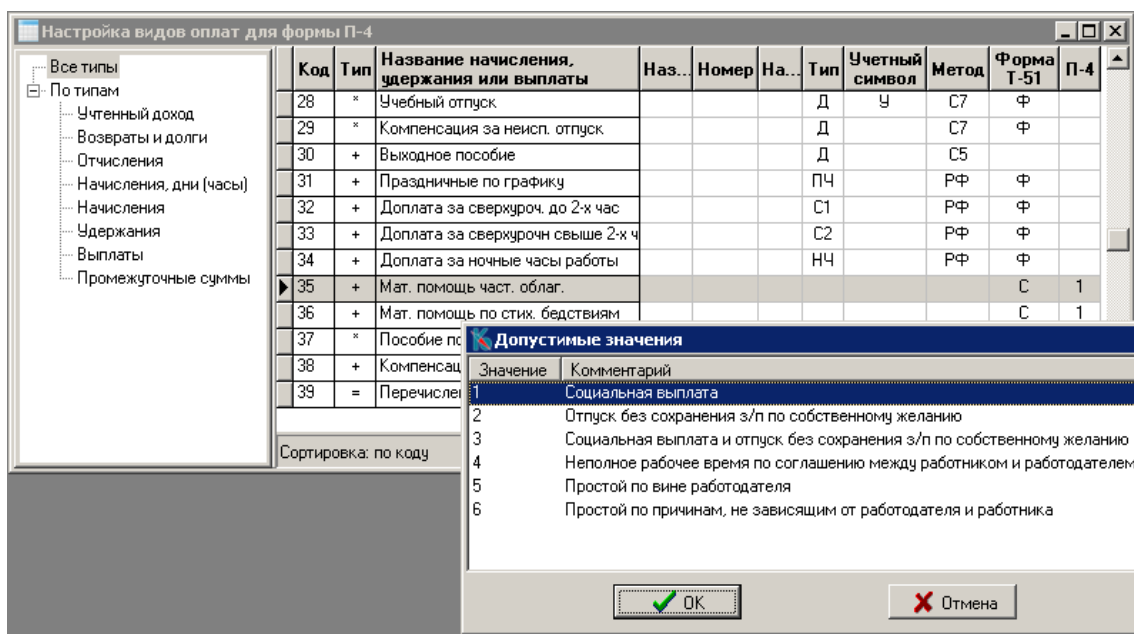 Настройка видов оплат для формы П-4
Все типы
По типам
Учтенный доход
Возвраты и долги
Отчисления
Начисления, дни (часы)
Начисления
Удержания
Выплаты
Промежуточные суммы
Код Тип Название начисления, удержания или выплаты Наз... Номер На... Тип Учетный символ Метод Форма Т-51 П-4
28 * Учебный отпуск Д У С7 Ф
29 * Компенсация за неисп. отпуск Д С7 Ф
30 + Выходное пособие Д С5
31 + Праздничные по графику ПЧ РФ Ф
32 + Доплата за сверхуроч. до 2-х час С1 РФ Ф
33 + Доплата за сверхурочн свыше 2-х ч С2 РФ Ф
34 + Доплата за ночные часы работы НЧ РФ Ф
35 + Мат. помощь част. облаг. С 1
36 + Мат. помощь по стих. бедствиям С 1
37 * Пособие по
38 + Компенсац
39 = Перечислен
Сортировка: по коду
Допустимые значения
Значение Комментарий
1 Социальная выплата
2 Отпуск без сохранения з/п по собственному желанию
3 Социальная выплата и отпуск без сохранения з/п по собственному желанию
4 Неполное рабочее время по соглашению между работником и работодателем
5 Простой по вине работодателя
6 Простой по причинам, не зависящим от работодателя и работника
OK
Отмена